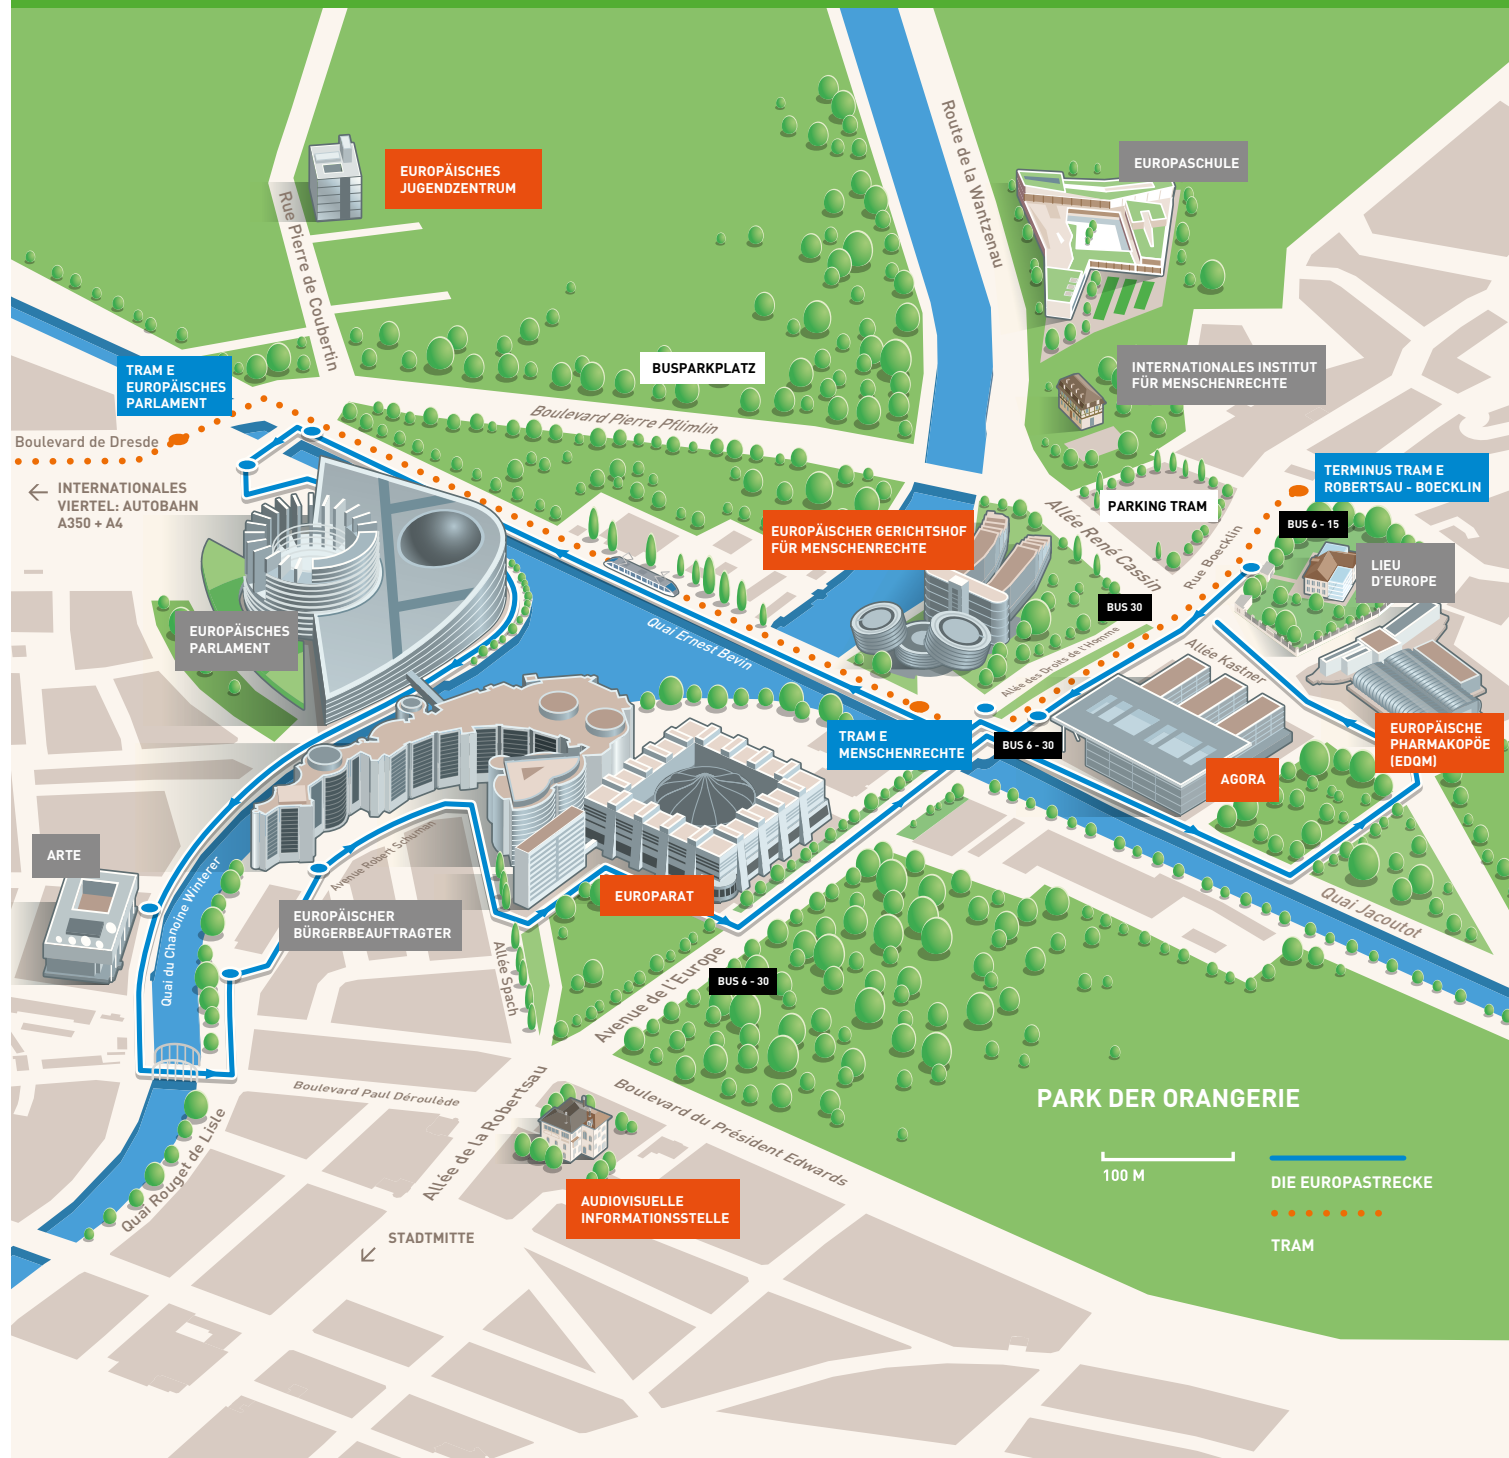 Route de la Wantzenau
EUROPASCHULE
EUROPÄISCHES
JUGENDZENTRUM
Rue Pierre de Coubertin
TRAM E
EUROPÄISCHES
PARLAMENT
BUSPARKPLATZ
INTERNATIONALES INSTITUT
FÜR MENSCHENRECHTE
Boulevard Pierre Pflimlin
Boulevard de Dresde
INTERNATIONALES
VIERTEL: AUTOBAHN
A350 + A4
TERMINUS TRAM E
ROBERTSAU - BOECKLIN
PARKING TRAM
BUS 6 - 15
EUROPÄISCHER GERICHTSHOF
FÜR MENSCHENRECHTE
Allée René Cassin
Rue Boecklin
LIEU
D'EUROPE
BUS 30
EUROPÄISCHES
PARLAMENT
Quai Ernest Bevin
Allée des Droits de l'Homme
Allée Kastner
TRAM E
MENSCHENRECHTE
BUS 6 - 30
EUROPÄISCHE
PHARMAKOPÖE
(EDQM)
AGORA
ARTE
Avenue Robert Schuman
Quai du Chanoine Winterer
EUROPARAT
EUROPÄISCHER
BÜRGERBEAUFTRAGTER
Quai Jacoutot
Allée Spach
Avenue de l'Europe
BUS 6 - 30
Boulevard Paul Déroulède
Allée de la Robertsau
Boulevard du Président Edwards
PARK DER ORANGERIE
Quai Rouget de Lisle
100 M
DIE EUROPASTRECKE
TRAM
AUDIOVISUELLE
INFORMATIONSSTELLE
STADTMITTE